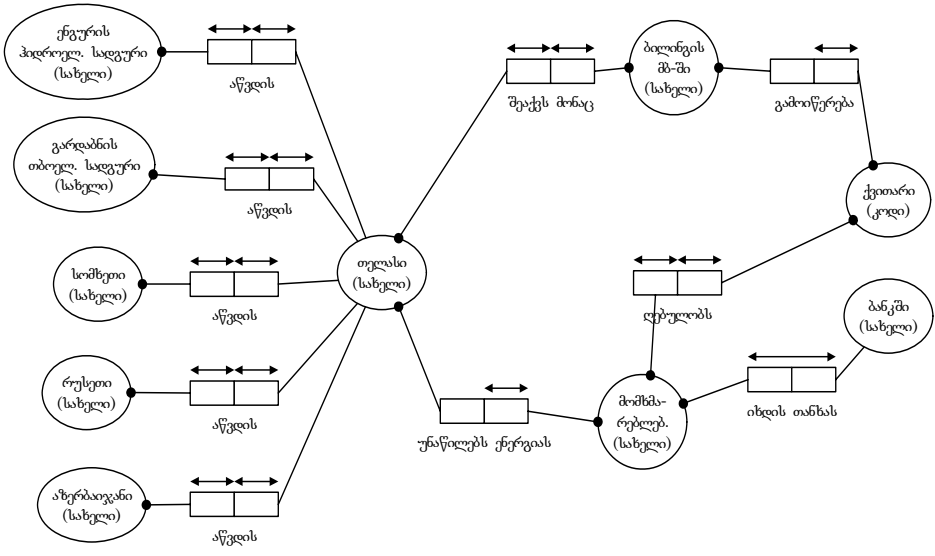 ენგურის
ჰიდროელ. სადგური
(სახელი)
აწვდის
გარდაბნის
თბოელ. სადგური
(სახელი)
აწვდის
სომხეთი
(სახელი)
აწვდის
რუსეთი
(სახელი)
აწვდის
აზერბაიჯანი
(სახელი)
აწვდის
თელასი
(სახელი)
შეაქვს მონაც
ბილინგის
მბ-ში
(სახელი)
გამოიწერება
ქვითარი
(კოდი)
ღებულობს
ბანკში
(სახელი)
იხდის თანხას
მომხმა-
რებლებ.
(სახელი)
უნაწილებს ენერგიას